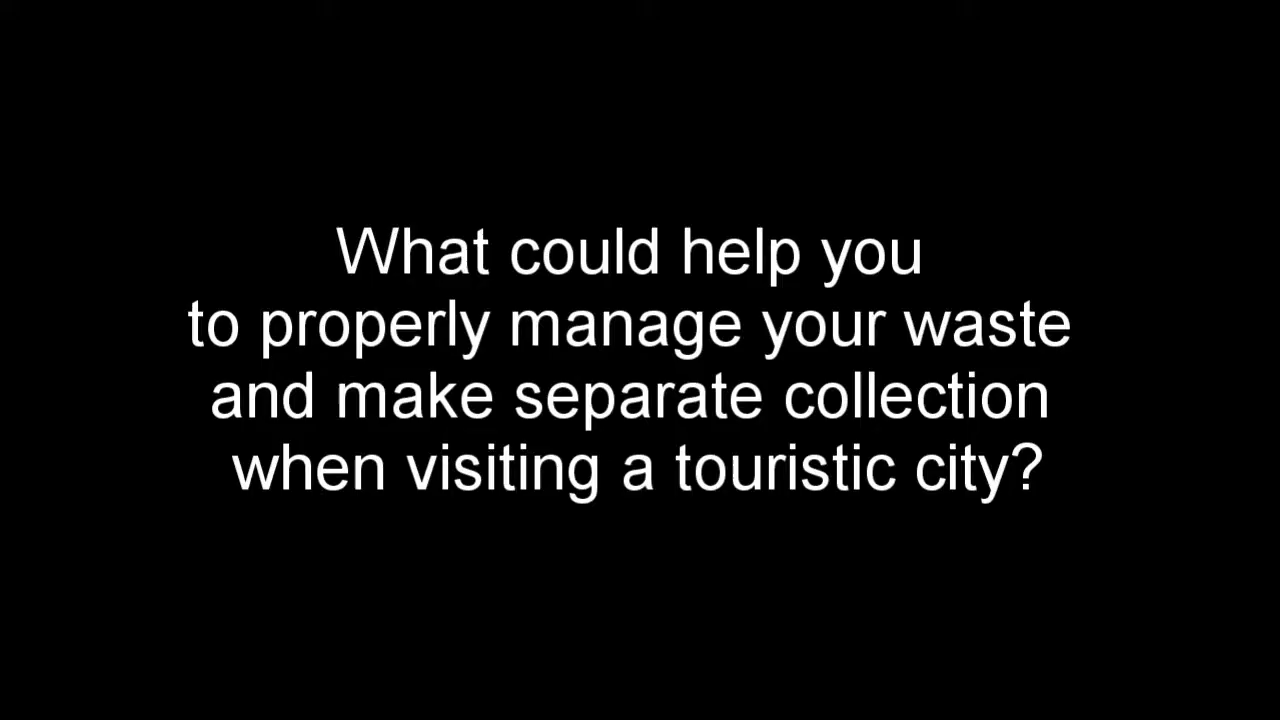 What could help you
to properly manage your waste
and make separate collection
when visiting a touristic city?